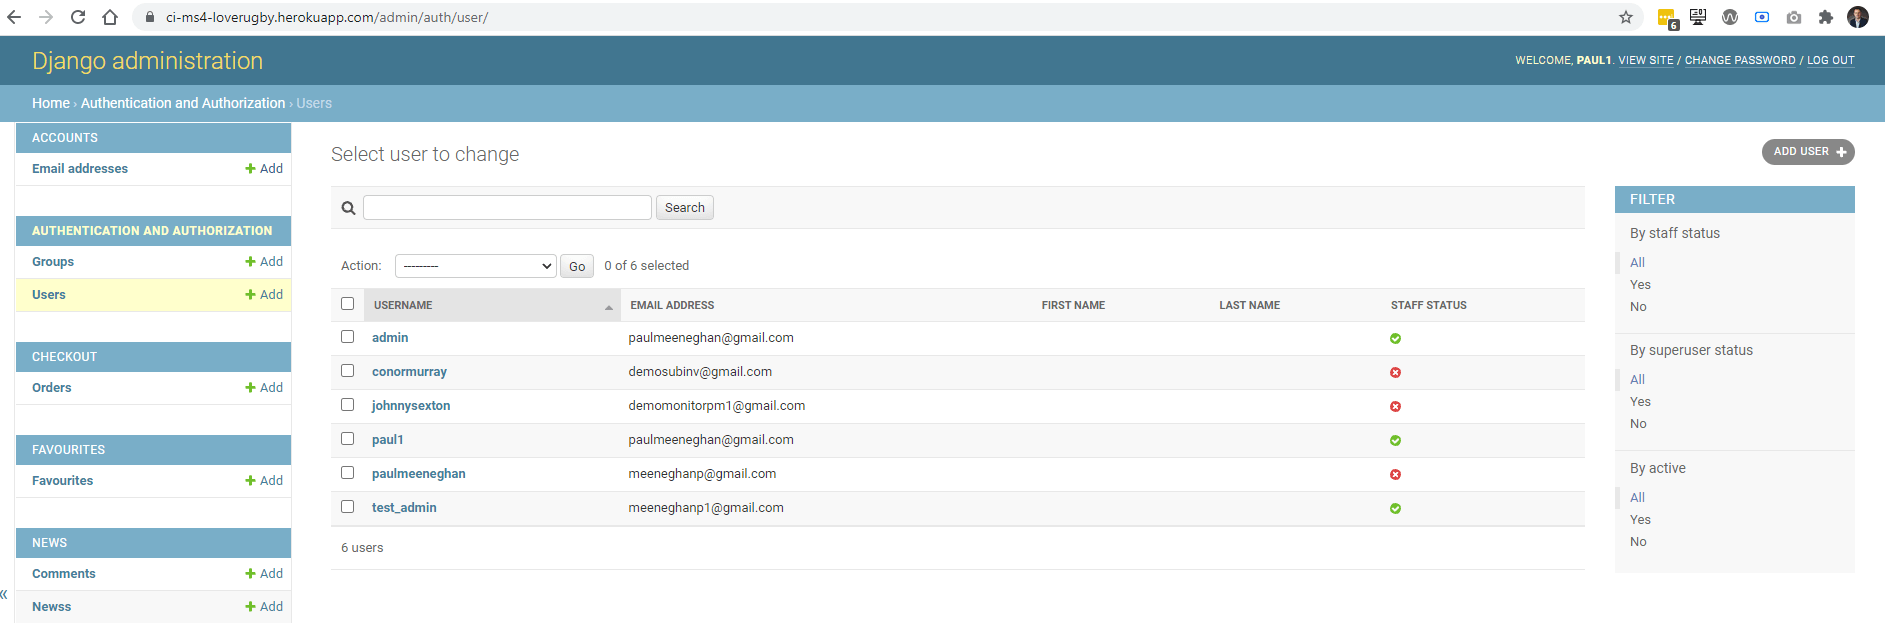 ci-ms4-loverugby.herokuapp.com/admin/auth/user/
6
Django administration
WELCOME, PAUL1. VIEW SITE / CHANGE PASSWORD / LOG OUT
Home › Authentication and Authorization › Users
ACCOUNTS
Email addresses Add
AUTHENTICATION AND AUTHORIZATION
Groups Add
Users Add
CHECKOUT
Orders Add
FAVOURITES
Favourites Add
NEWS
Comments Add
Newss Add
«
Select user to change
ADD USER
Search
Action: --------- Go 0 of 6 selected
USERNAME EMAIL ADDRESS FIRST NAME LAST NAME STAFF STATUS
admin paulmeeneghan@gmail.com
conormurray demosubinv@gmail.com
johnnysexton demomonitorpm1@gmail.com
paul1 paulmeeneghan@gmail.com
paulmeeneghan meeneghanp@gmail.com
test_admin meeneghanp1@gmail.com
6 users
FILTER
By staff status
All
Yes
No
By superuser status
All
Yes
No
By active
All
Yes
No